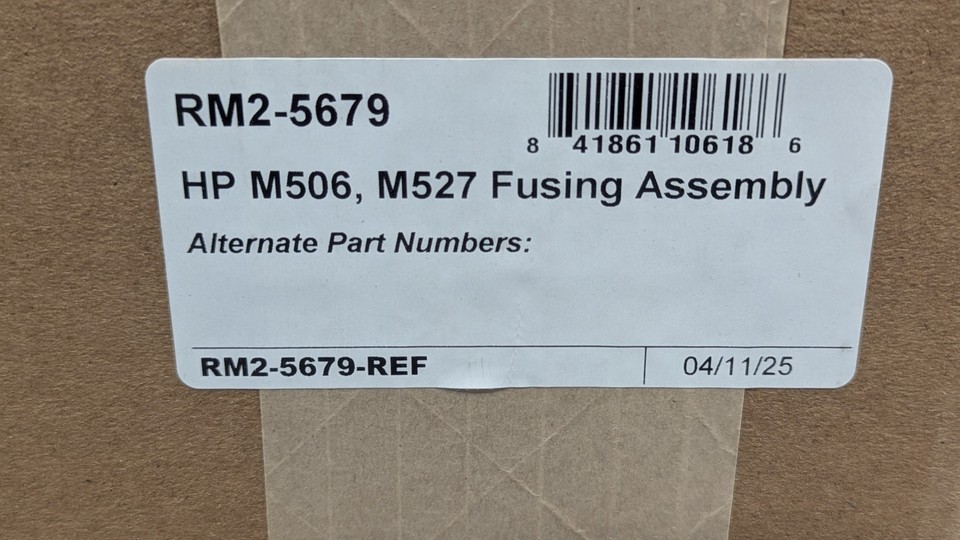 RM2-5679
8 41861 10618 6
HP M506, M527 Fusing Assembly
Alternate Part Numbers:
RM2-5679-REF
04/11/25